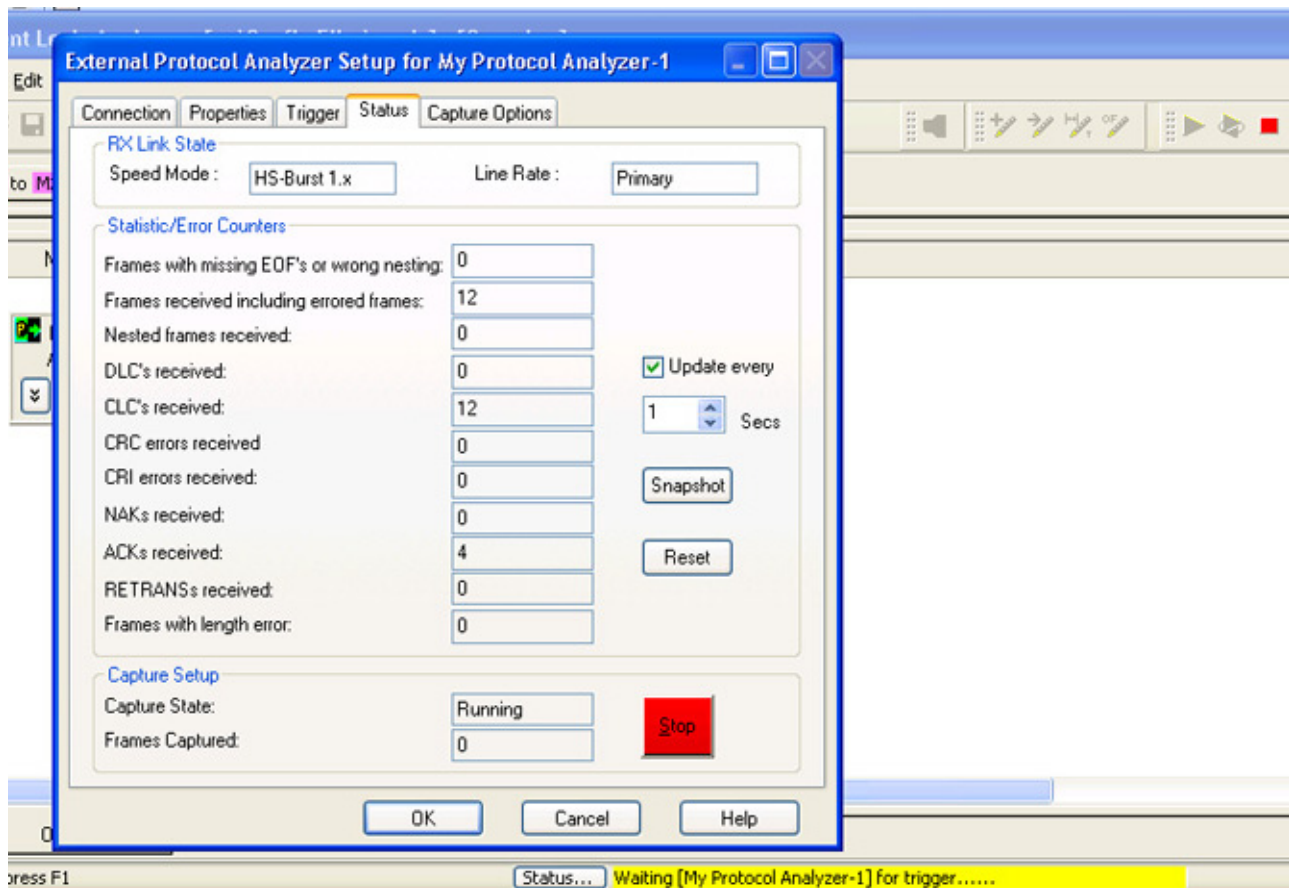 External Protocol Analyzer Setup for My Protocol Analyzer-1
Edit
Connection Properties Trigger Status Capture Options
RX Link State
Speed Mode : HS-Burst 1.x Line Rate : Primary
to
Statistic/Error Counters
Frames with missing EOF's or wrong nesting: 0
Frames received including errored frames: 12
Nested frames received: 0
DLC's received: 0
Update every
CLC's received: 12
1 Secs
CRC errors received 0
CRI errors received: 0
Snapshot
NAKs received: 0
ACKs received: 4
Reset
RETRANSs received: 0
Frames with length error: 0
Capture Setup
Capture State: Running
Stop
Frames Captured: 0
OK Cancel Help
press F1 Status... Waiting [My Protocol Analyzer-1] for trigger......